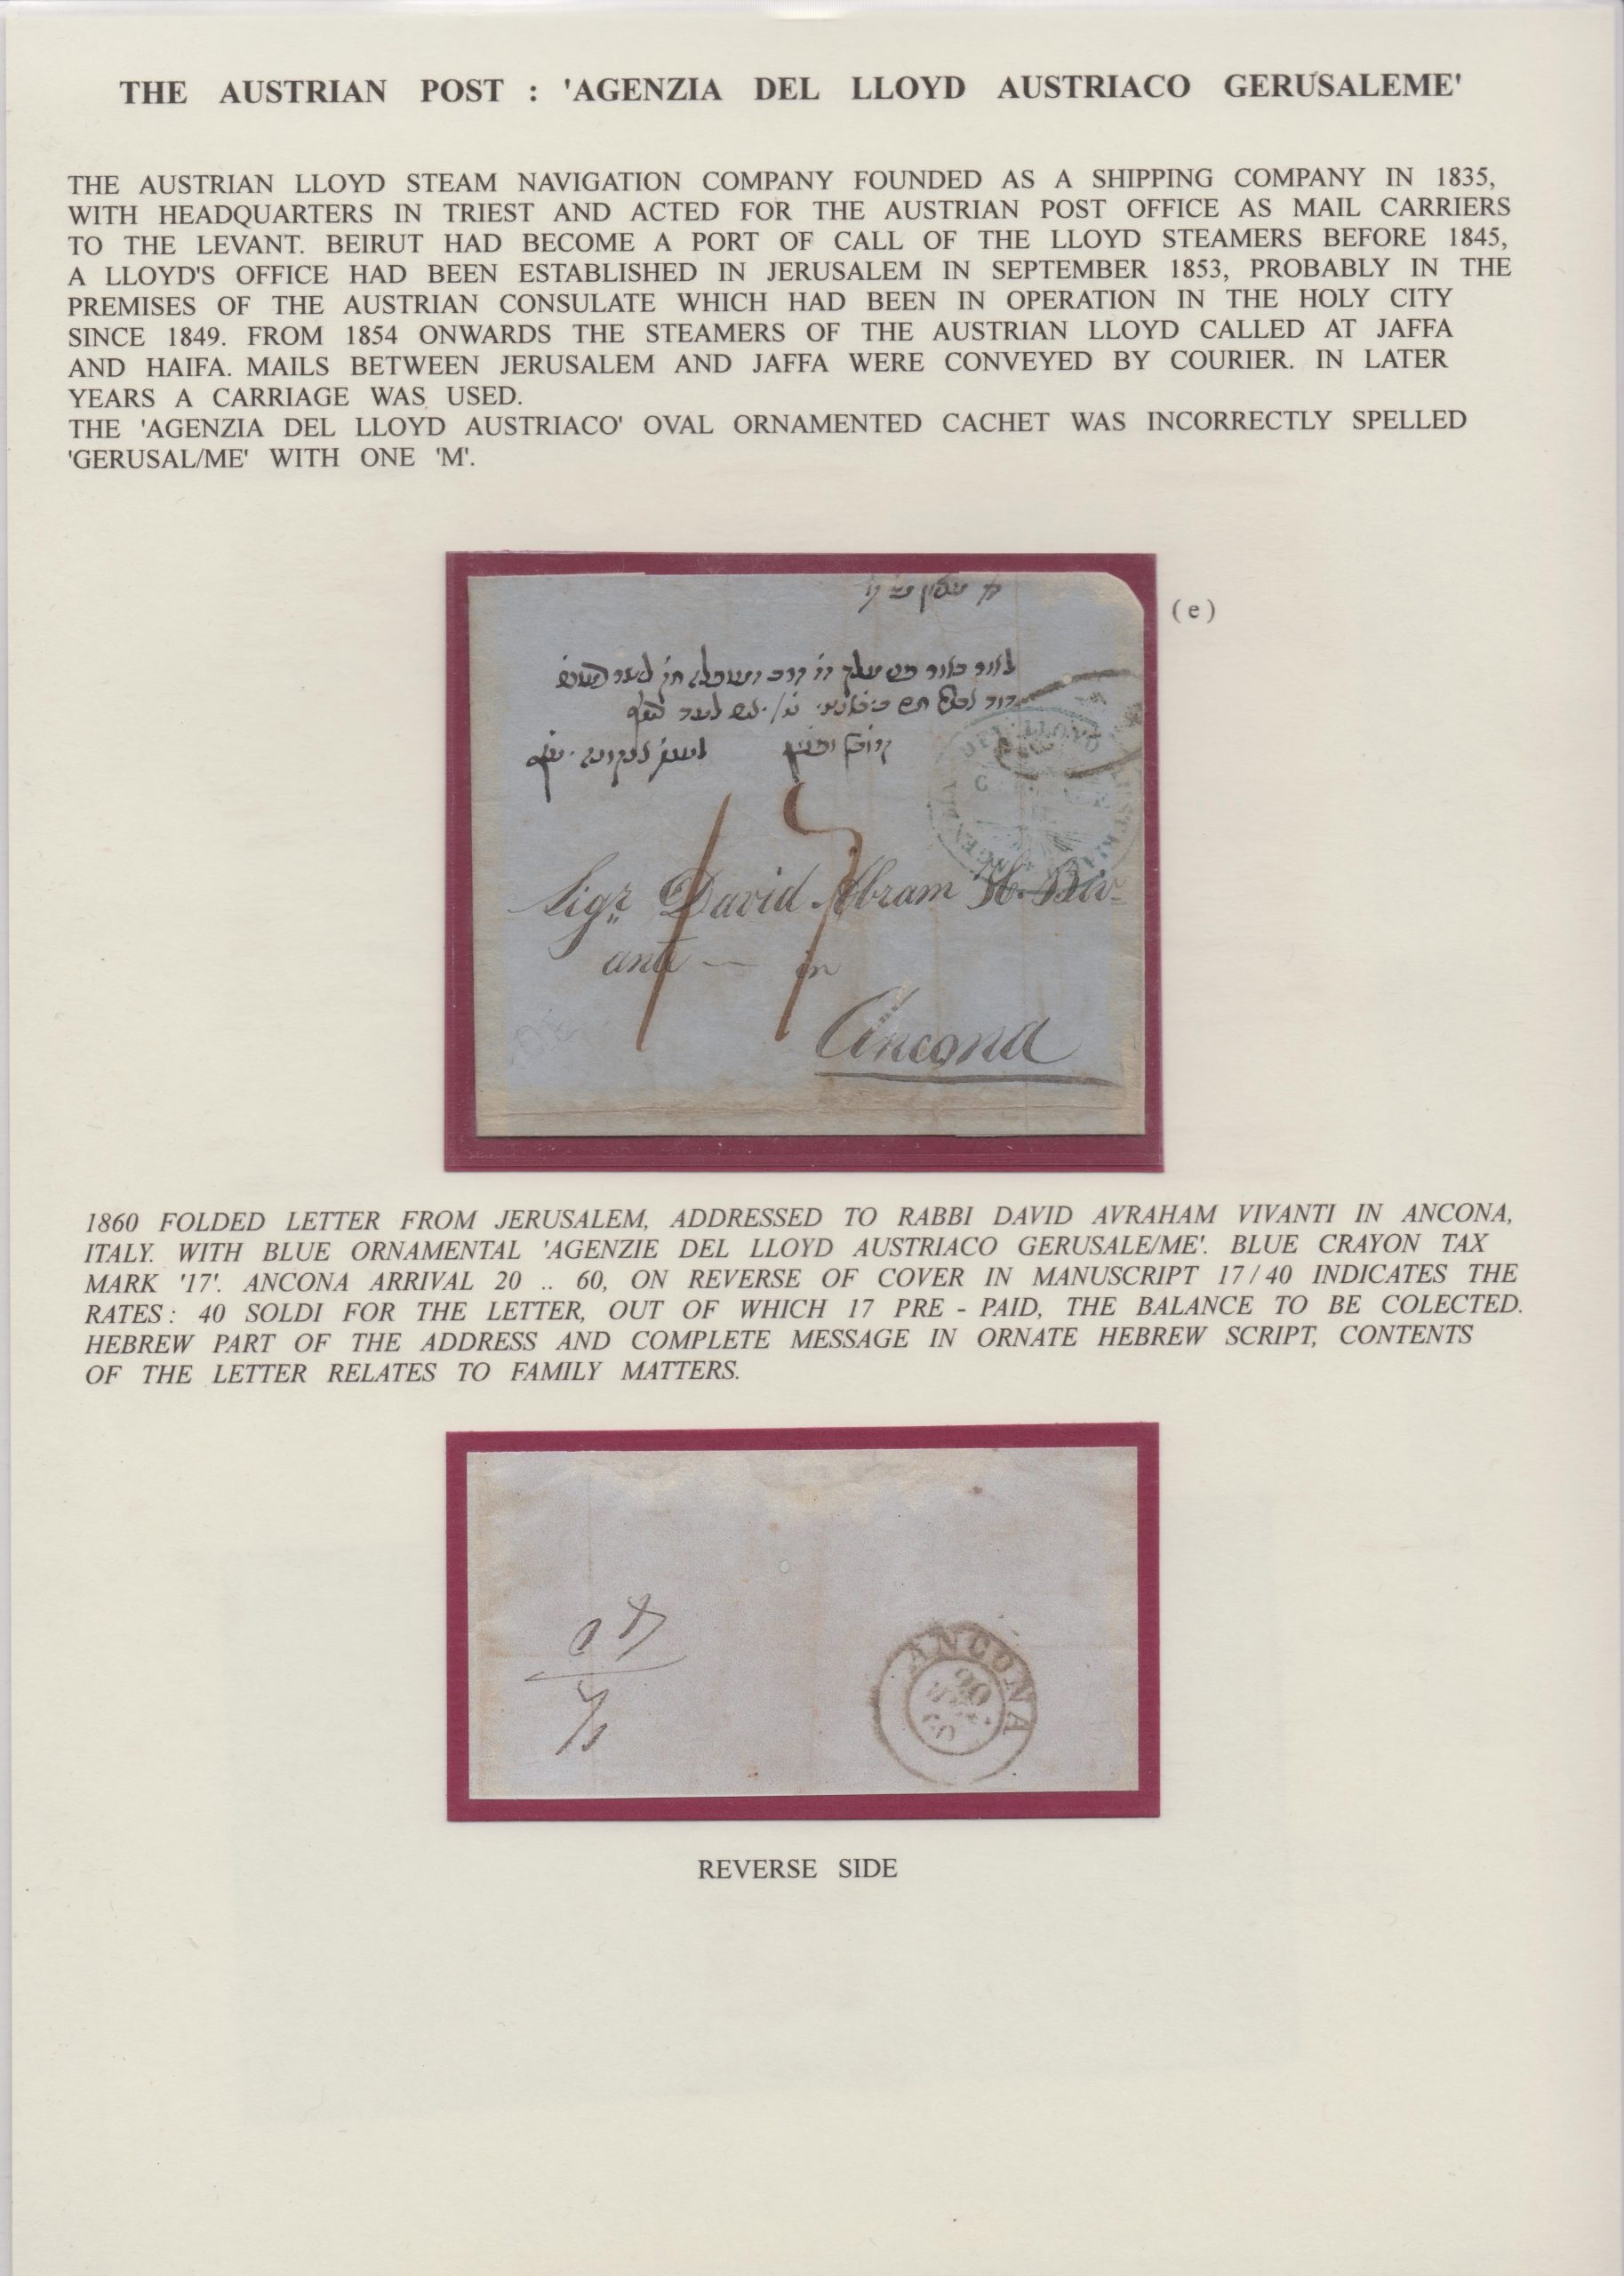 THE AUSTRIAN POST : 'AGENZIA DEL LLOYD AUSTRIACO GERUSALEME'
THE AUSTRIAN LLOYD STEAM NAVIGATION COMPANY FOUNDED AS A SHIPPING COMPANY IN 1835,
WITH HEADQUARTERS IN TRIEST AND ACTED FOR THE AUSTRIAN POST OFFICE AS MAIL CARRIERS
TO THE LEVANT. BEIRUT HAD BECOME A PORT OF CALL OF THE LLOYD STEAMERS BEFORE 1845,
A LLOYD'S OFFICE HAD BEEN ESTABLISHED IN JERUSALEM IN SEPTEMBER 1853, PROBABLY IN THE
PREMISES OF THE AUSTRIAN CONSULATE WHICH HAD BEEN IN OPERATION IN THE HOLY CITY
SINCE 1849. FROM 1854 ONWARDS THE STEAMERS OF THE AUSTRIAN LLOYD CALLED AT JAFFA
AND HAIFA. MAILS BETWEEN JERUSALEM AND JAFFA WERE CONVEYED BY COURIER. IN LATER
YEARS A CARRIAGE WAS USED.
THE 'AGENZIA DEL LLOYD AUSTRIACO' OVAL ORNAMENTED CACHET WAS INCORRECTLY SPELLED
'GERUSAL/ME' WITH ONE 'M'.
(e)
17
Sigr. David Abram H. Viv=
anti — in
Ancona
1860 FOLDED LETTER FROM JERUSALEM, ADDRESSED TO RABBI DAVID AVRAHAM VIVANTI IN ANCONA,
ITALY. WITH BLUE ORNAMENTAL 'AGENZIE DEL LLOYD AUSTRIACO GERUSALE/ME'. BLUE CRAYON TAX
MARK '17'. ANCONA ARRIVAL 20 .. 60, ON REVERSE OF COVER IN MANUSCRIPT 17/40 INDICATES THE
RATES : 40 SOLDI FOR THE LETTER, OUT OF WHICH 17 PRE - PAID, THE BALANCE TO BE COLECTED.
HEBREW PART OF THE ADDRESS AND COMPLETE MESSAGE IN ORNATE HEBREW SCRIPT, CONTENTS
OF THE LETTER RELATES TO FAMILY MATTERS.
ANCONA
20
60
REVERSE SIDE